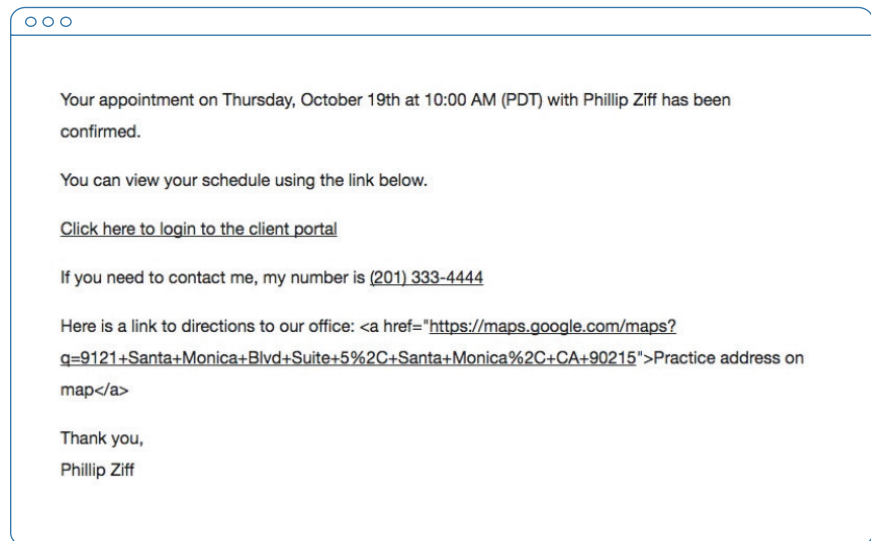 Your appointment on Thursday, October 19th at 10:00 AM (PDT) with Phillip Ziff has been
confirmed.
You can view your schedule using the link below.
Click here to login to the client portal
If you need to contact me, my number is (201) 333-4444
Here is a link to directions to our office: <a href="https://maps.google.com/maps?
q=9121+Santa+Monica+Blvd+Suite+5%2C+Santa+Monica%2C+CA+90215">Practice address on
map</a>
Thank you,
Phillip Ziff